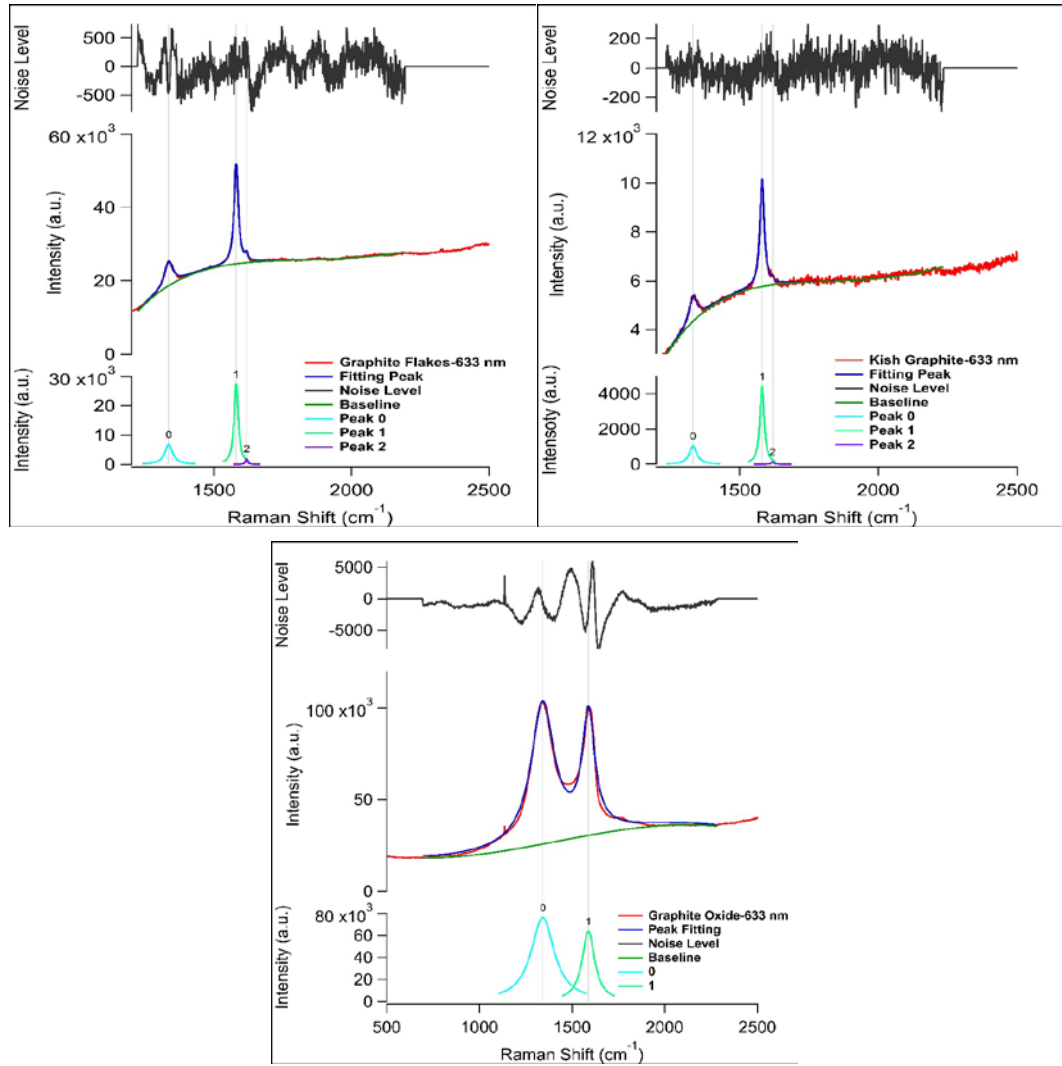 Noise Level
500
0
-500
60 x10³
40
20
0
Intensity (a.u.)
Graphite Flakes-633 nm
Fitting Peak
Noise Level
Baseline
Peak 0
Peak 1
Peak 2
30 x10³
20
10
0
Intensity (a.u.)
0
1
2
1500
2000
2500
Raman Shift (cm⁻¹)
Noise Level
200
0
-200
12 x10³
10
8
6
4
Intensity (a.u.)
Kish Graphite-633 nm
Fitting Peak
Noise Level
Baseline
Peak 0
Peak 1
Peak 2
4000
2000
0
Intensoty (a.u.)
0
1
2
1500
2000
2500
Raman Shift (cm⁻¹)
Noise Level
5000
0
-5000
100 x10³
50
0
Intensity (a.u.)
Graphite Oxide-633 nm
Peak Fitting
Noise Level
Baseline
0
1
80 x10³
60
40
20
0
Intensity (a.u.)
0
1
500
1000
1500
2000
2500
Raman Shift (cm⁻¹)